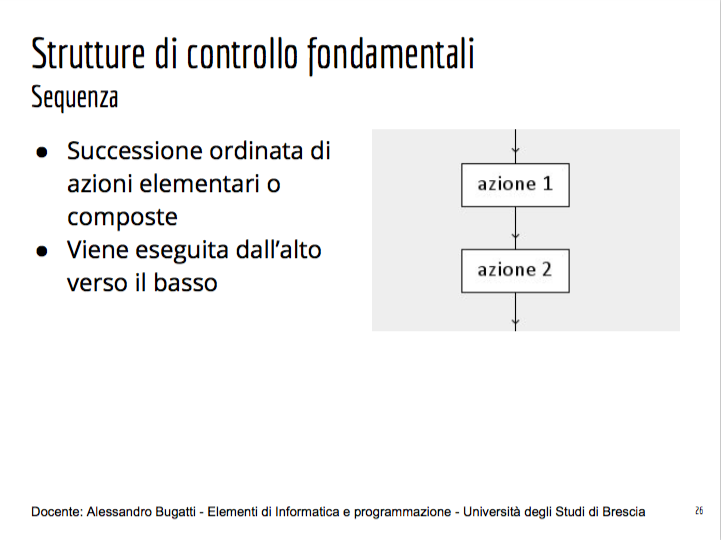 Strutture di controllo fondamentali
Sequenza
● Successione ordinata di
azioni elementari o
composte
● Viene eseguita dall’alto
verso il basso
azione 1
azione 2
Docente: Alessandro Bugatti - Elementi di Informatica e programmazione - Università degli Studi di Brescia
26